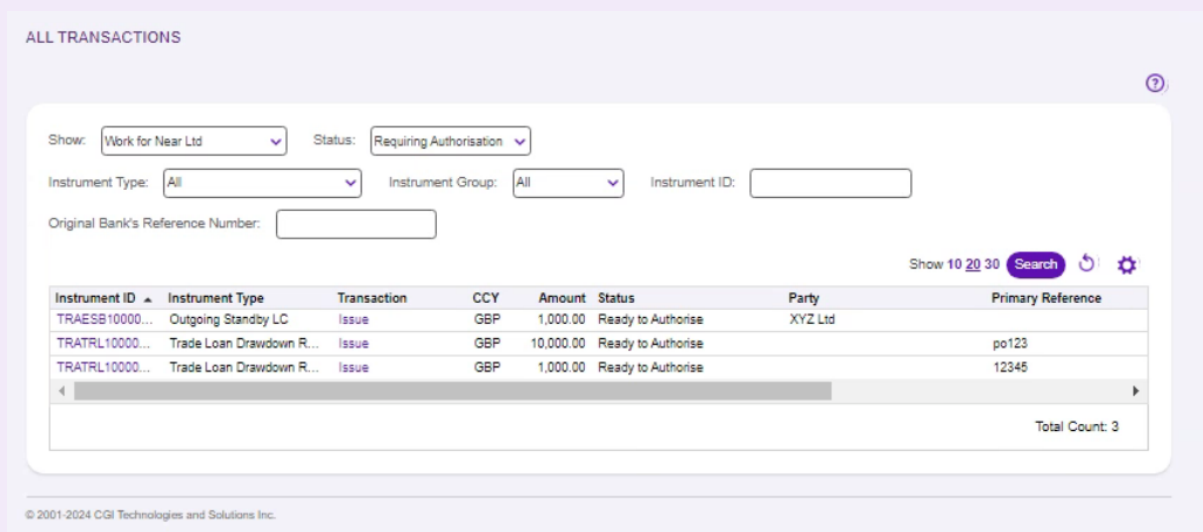 ALL TRANSACTIONS
?
Show: Work for Near Ltd Status: Requiring Authorisation
Instrument Type: All Instrument Group: All Instrument ID:
Original Bank's Reference Number:
Show 10 20 30 Search
Instrument ID Instrument Type Transaction CCY Amount Status Party Primary Reference
TRAESB10000... Outgoing Standby LC Issue GBP 1,000.00 Ready to Authorise XYZ Ltd
TRATRL10000... Trade Loan Drawdown R... Issue GBP 10,000.00 Ready to Authorise po123
TRATRL10000... Trade Loan Drawdown R... Issue GBP 1,000.00 Ready to Authorise 12345
Total Count: 3
© 2001-2024 CGI Technologies and Solutions Inc.